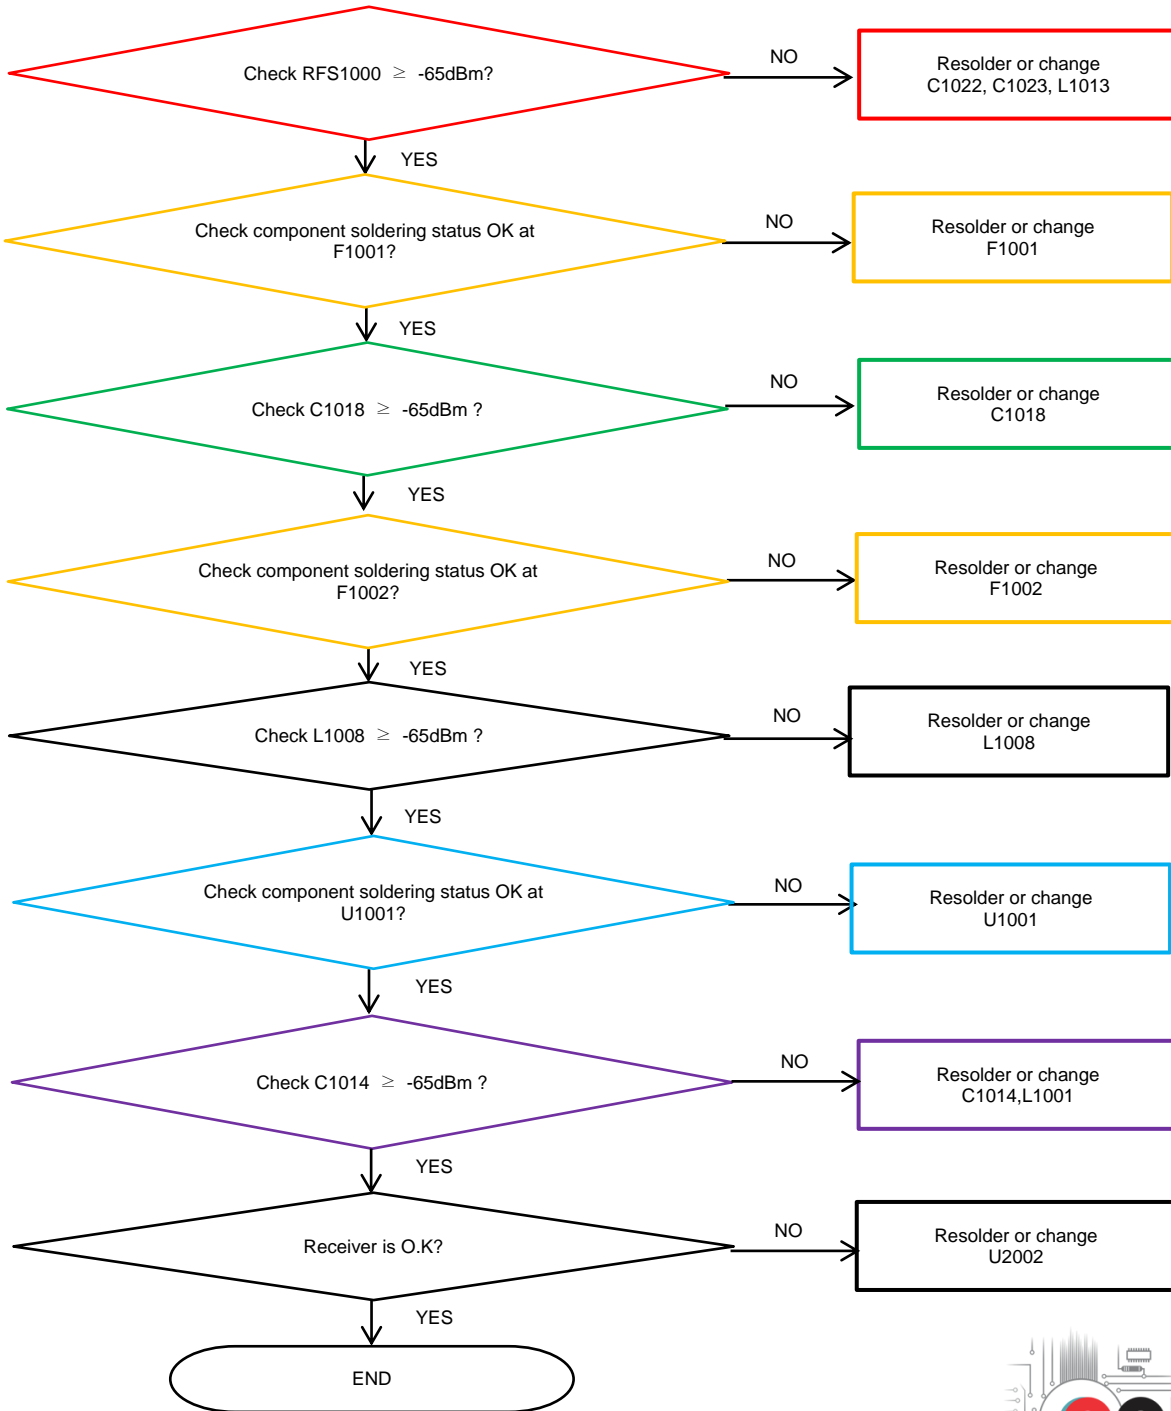 Check RFS1000 ≥ -65dBm?
NO
Resolder or change
C1022, C1023, L1013
YES
Check component soldering status OK at
F1001?
NO
Resolder or change
F1001
YES
Check C1018 ≥ -65dBm ?
NO
Resolder or change
C1018
YES
Check component soldering status OK at
F1002?
NO
Resolder or change
F1002
YES
Check L1008 ≥ -65dBm ?
NO
Resolder or change
L1008
YES
Check component soldering status OK at
U1001?
NO
Resolder or change
U1001
YES
Check C1014 ≥ -65dBm ?
NO
Resolder or change
C1014,L1001
YES
Receiver is O.K?
NO
Resolder or change
U2002
YES
END